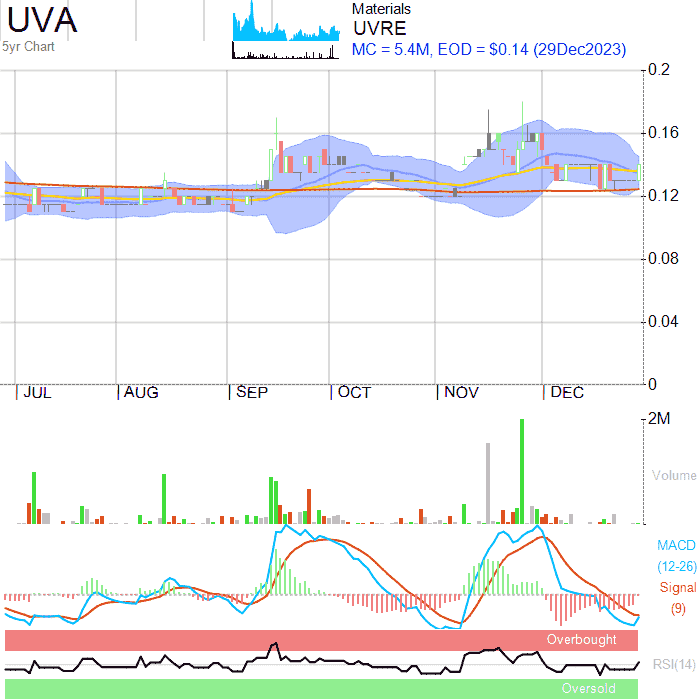 UVA
5yr Chart
Materials
UVRE
MC = 5.4M, EOD = $0.14 (29Dec2023)
0.2
0.16
0.12
0.08
0.04
0
JUL AUG SEP OCT NOV DEC
2M
Volume
MACD
(12-26)
Signal
(9)
Overbought
RSI(14)
Oversold